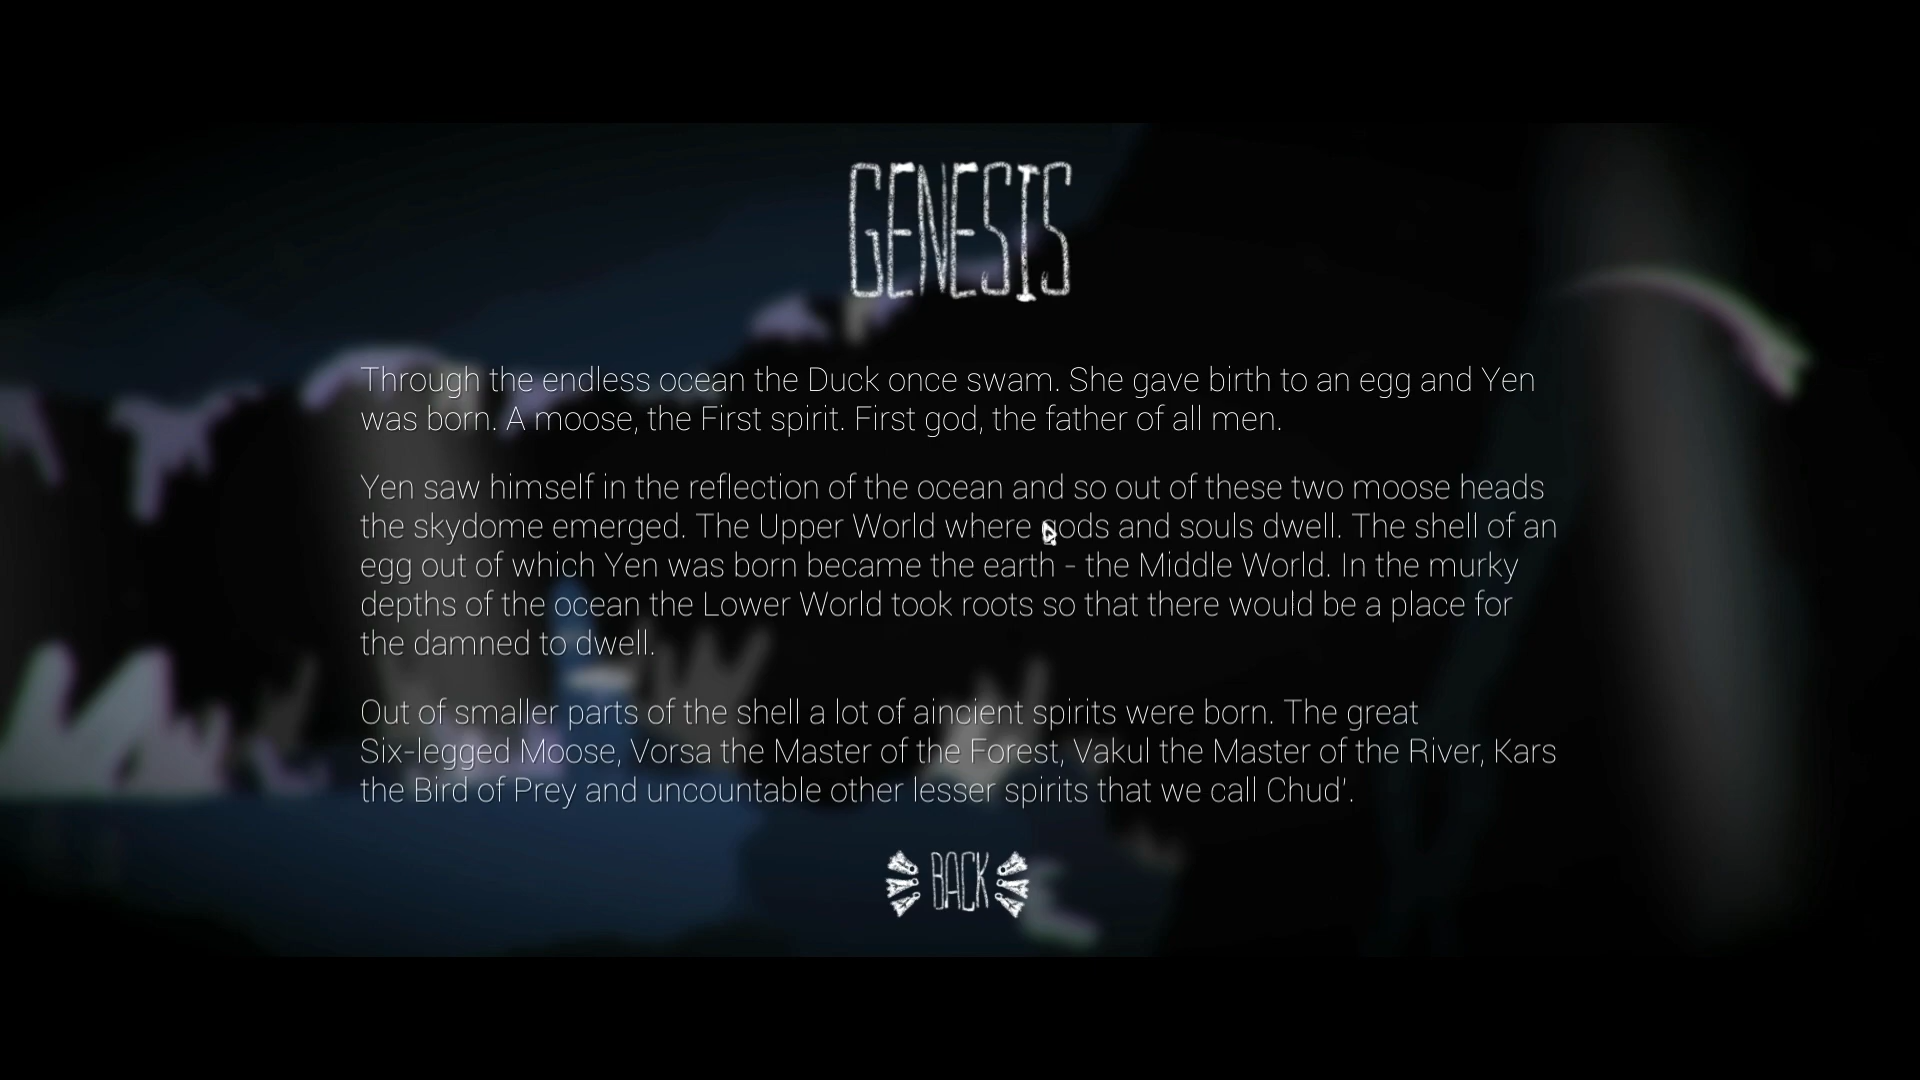 GENESIS
Through the endless ocean the Duck once swam. She gave birth to an egg and Yen
was born. A moose, the First spirit. First god, the father of all men.
Yen saw himself in the reflection of the ocean and so out of these two moose heads
the skydome emerged. The Upper World where gods and souls dwell. The shell of an
egg out of which Yen was born became the earth - the Middle World. In the murky
depths of the ocean the Lower World took roots so that there would be a place for
the damned to dwell.
Out of smaller parts of the shell a lot of aincient spirits were born. The great
Six-legged Moose, Vorsa the Master of the Forest, Vakul the Master of the River, Kars
the Bird of Prey and uncountable other lesser spirits that we call Chud'.
BACK